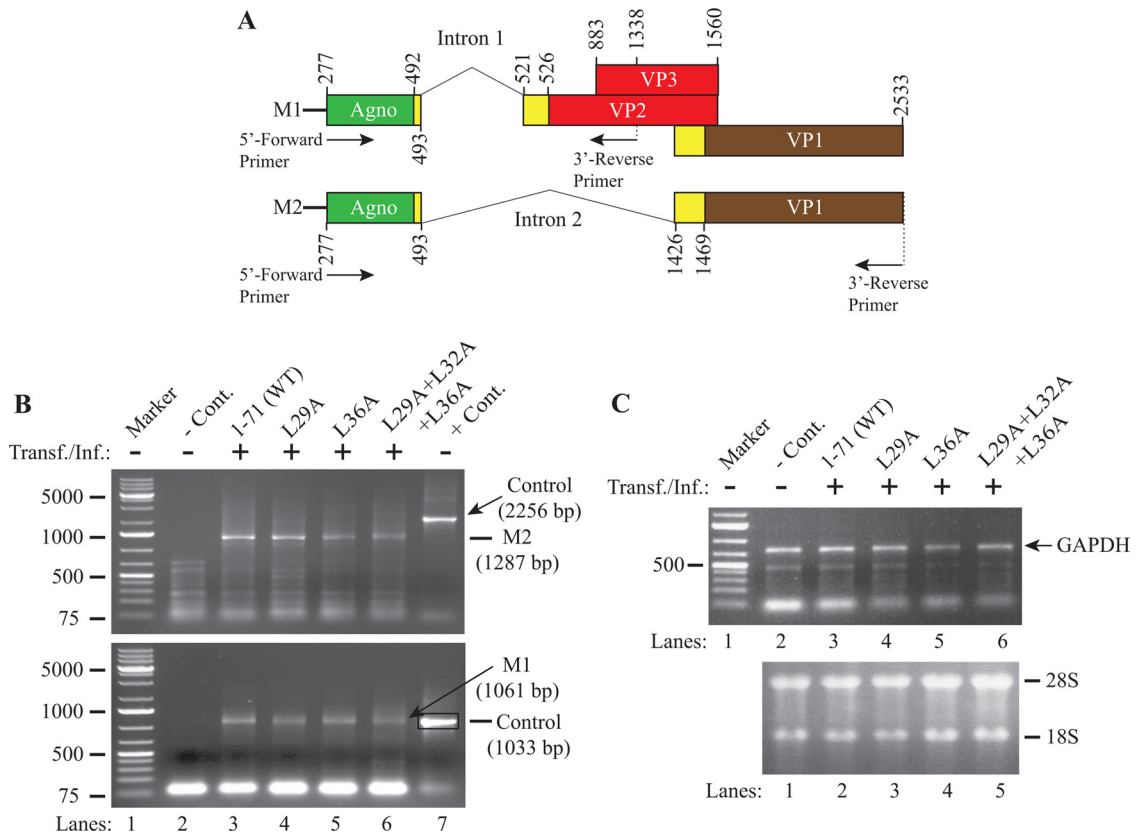 A
Intron 1
277
492
521
526
883
1338
1560
2533
VP3
M1
Agno
VP2
VP1
493
5'-Forward
Primer
3'-Reverse
Primer
M2
Agno
VP1
Intron 2
277
493
1426
1469
5'-Forward
Primer
3'-Reverse
Primer
B
Marker
- Cont.
1-71 (WT)
L29A
L36A
L29A+L32A
+L36A
+ Cont.
Transf./Inf.: - - + + + + -
5000
1000
500
75
Control
(2256 bp)
M2
(1287 bp)
5000
1000
500
75
M1
(1061 bp)
Control
(1033 bp)
Lanes: 1 2 3 4 5 6 7
C
Marker
- Cont.
1-71 (WT)
L29A
L36A
L29A+L32A
+L36A
Transf./Inf.: - - + + + +
500
GAPDH
Lanes: 1 2 3 4 5 6
28S
18S
Lanes: 1 2 3 4 5